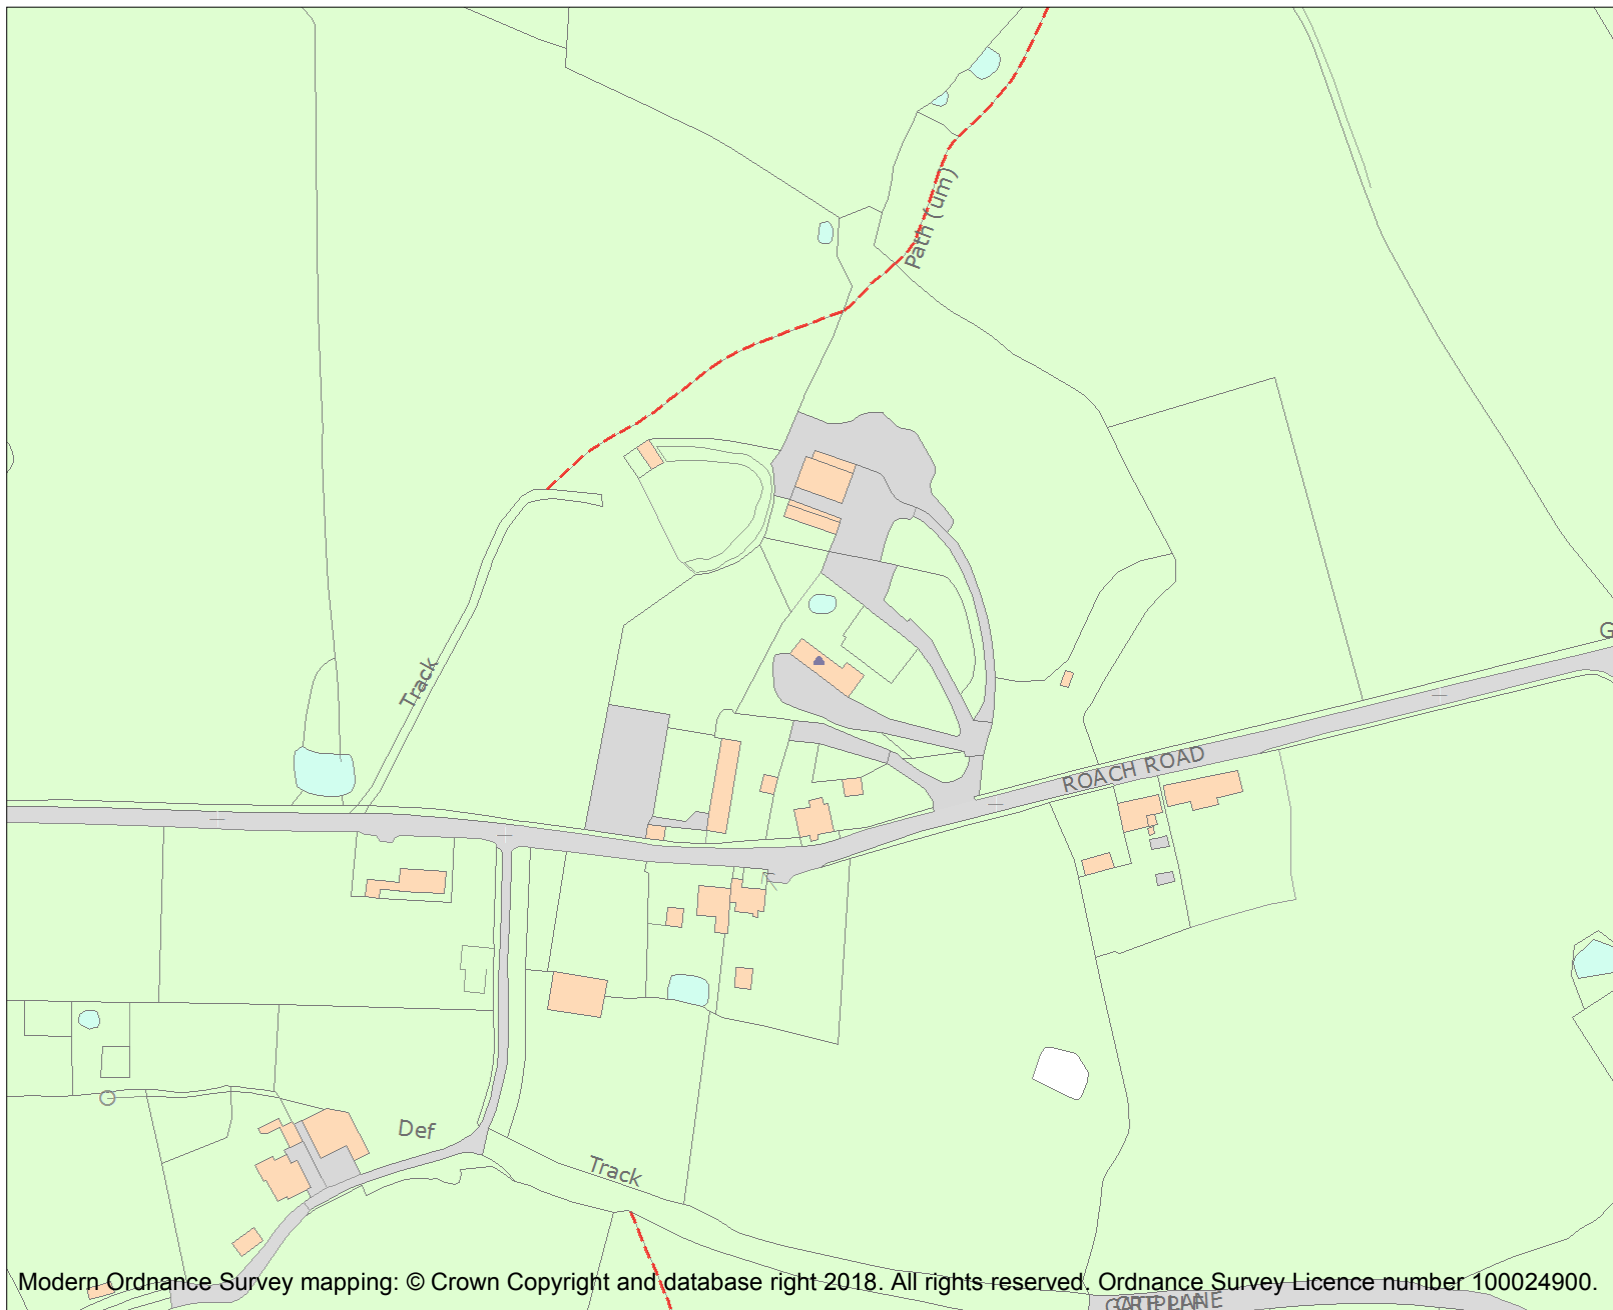 Path (um)
G
Track
ROACH ROAD
Def
Track
Modern Ordnance Survey mapping: © Crown Copyright and database right 2018. All rights reserved. Ordnance Survey Licence number 100024900.
LANE